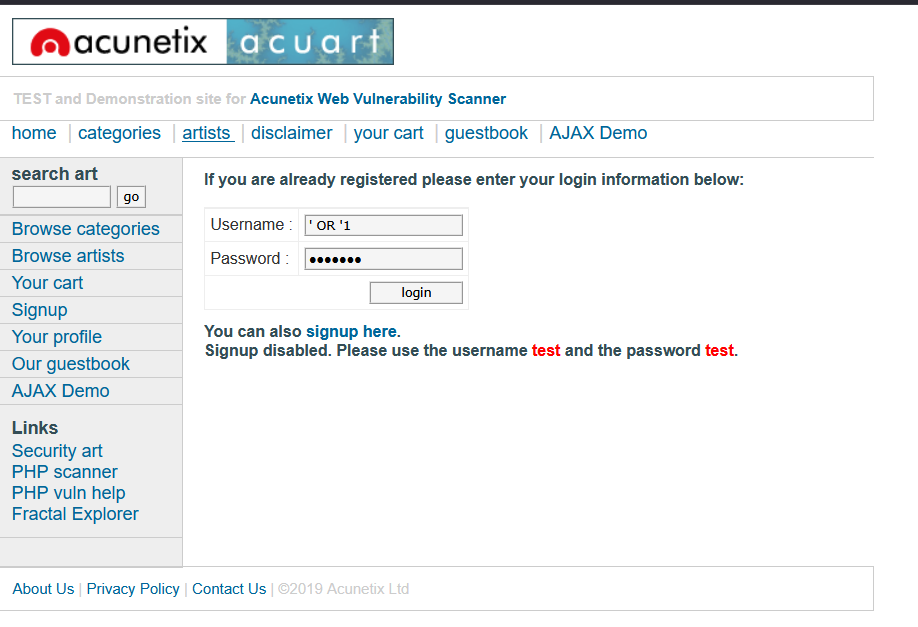 acunetix acuart
TEST and Demonstration site for Acunetix Web Vulnerability Scanner
home | categories | artists | disclaimer | your cart | guestbook | AJAX Demo
search art
go
Browse categories
Browse artists
Your cart
Signup
Your profile
Our guestbook
AJAX Demo
Links
Security art
PHP scanner
PHP vuln help
Fractal Explorer
If you are already registered please enter your login information below:
Username : ' OR '1
Password : ●●●●●●●
login
You can also signup here.
Signup disabled. Please use the username test and the password test.
About Us | Privacy Policy | Contact Us | ©2019 Acunetix Ltd